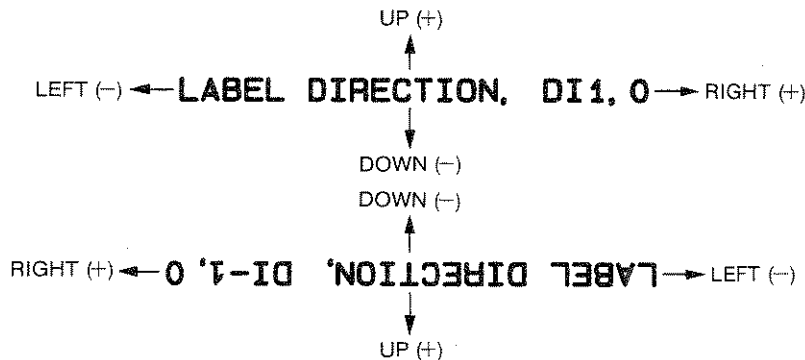 UP (+)
LEFT (−) LABEL DIRECTION, DI1,0 RIGHT (+)
DOWN (−)
DOWN (−)
RIGHT (+) LABEL DIRECTION, DI-1,0 LEFT (−)
UP (+)